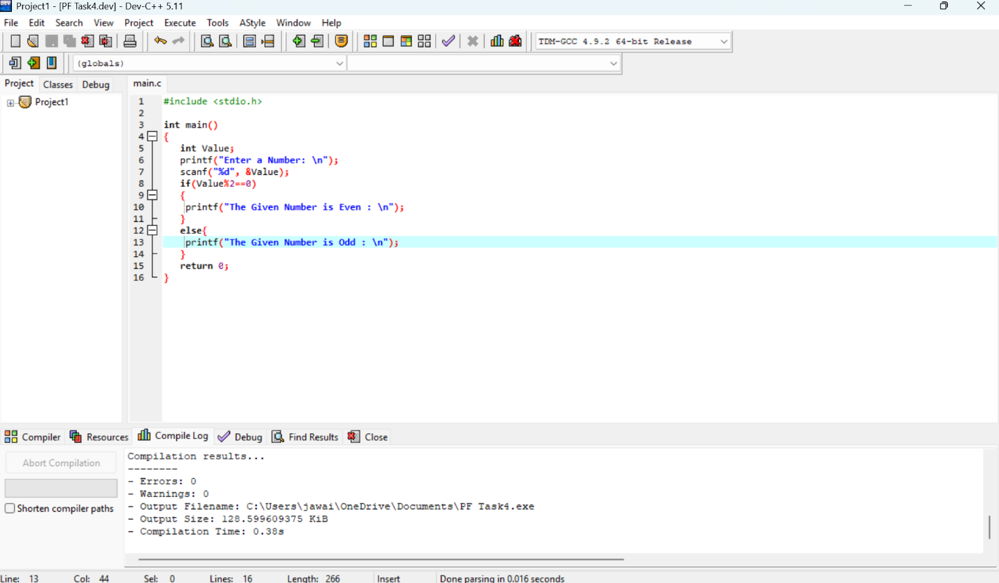 Project1 - [PF Task4.dev] - Dev-C++ 5.11
File Edit Search View Project Execute Tools AStyle Window Help
TDM-GCC 4.9.2 64-bit Release
(globals)
Project Classes Debug
main.c
Project1
1 #include <stdio.h>
2
3 int main()
4 {
5 int Value;
6 printf("Enter a Number: \n");
7 scanf("%d", &Value);
8 if(Value%2==0)
9 {
10 printf("The Given Number is Even : \n");
11 }
12 else{
13 printf("The Given Number is Odd : \n");
14 }
15 return 0;
16 }
Compiler Resources Compile Log Debug Find Results Close
Abort Compilation
Shorten compiler paths
Compilation results...
--------
- Errors: 0
- Warnings: 0
- Output Filename: C:\Users\jawai\OneDrive\Documents\PF Task4.exe
- Output Size: 128.599609375 KiB
- Compilation Time: 0.38s
Line: 13 Col: 44 Sel: 0 Lines: 16 Length: 266 Insert Done parsing in 0.016 seconds